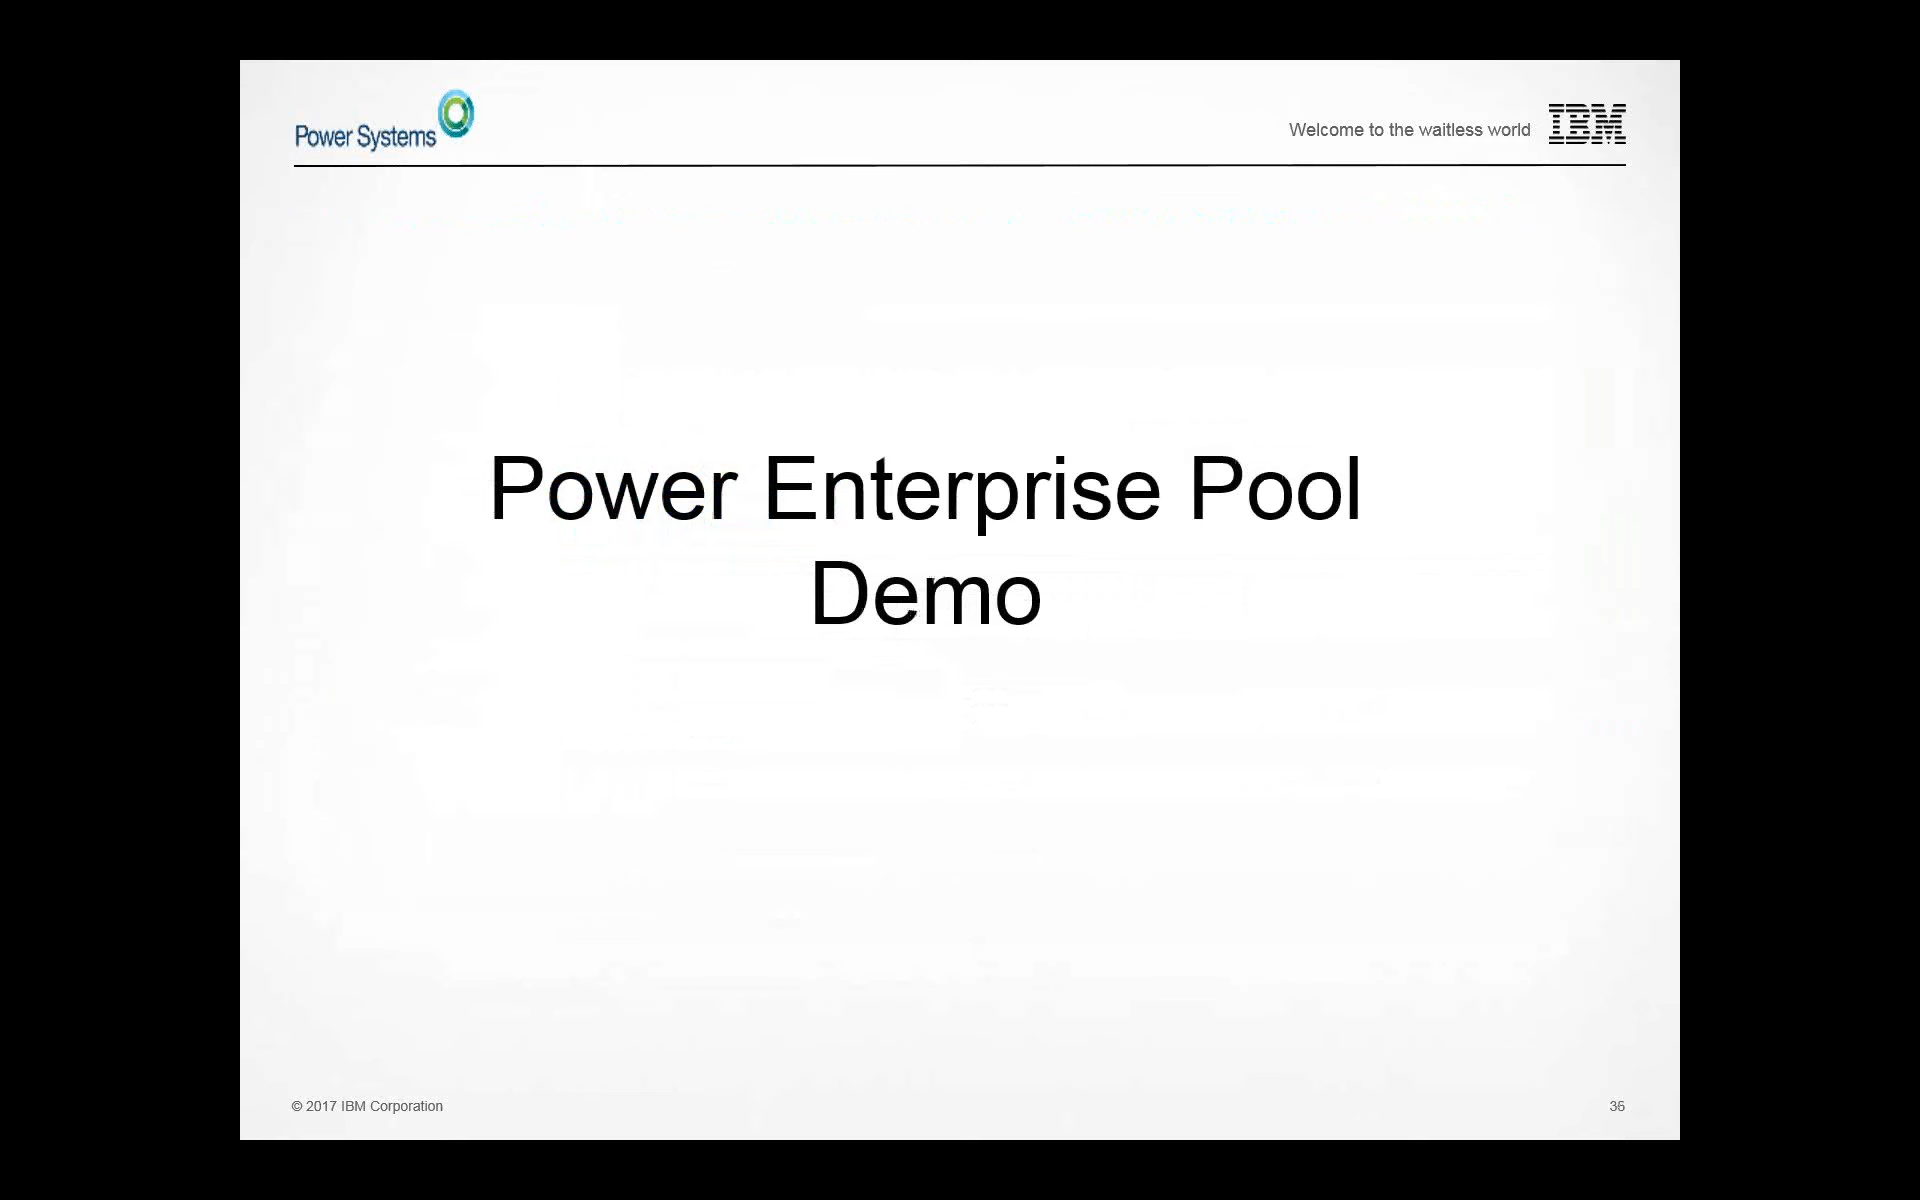 Power Systems
Welcome to the waitless world IBM
Power Enterprise Pool
Demo
© 2017 IBM Corporation
36